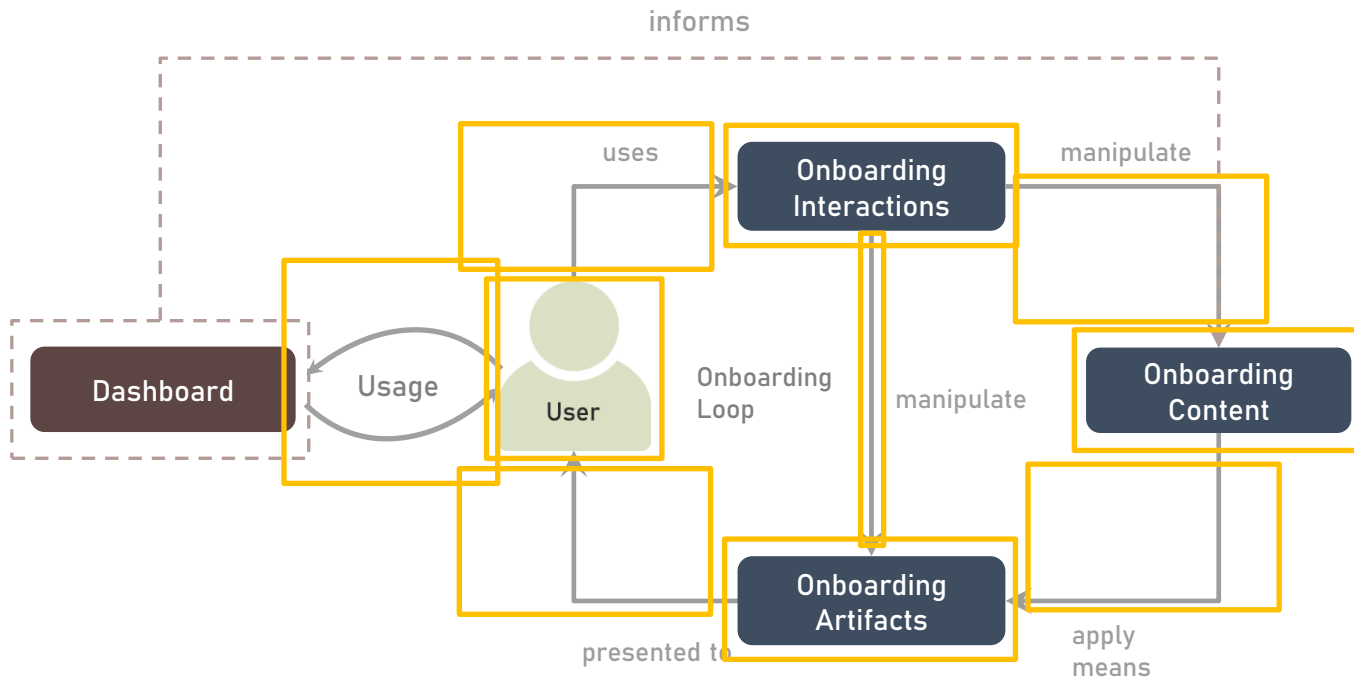 informs
uses
Onboarding
Interactions
manipulate
Dashboard
Usage
User
Onboarding
Loop
manipulate
Onboarding
Content
Onboarding
Artifacts
presented to
apply
means